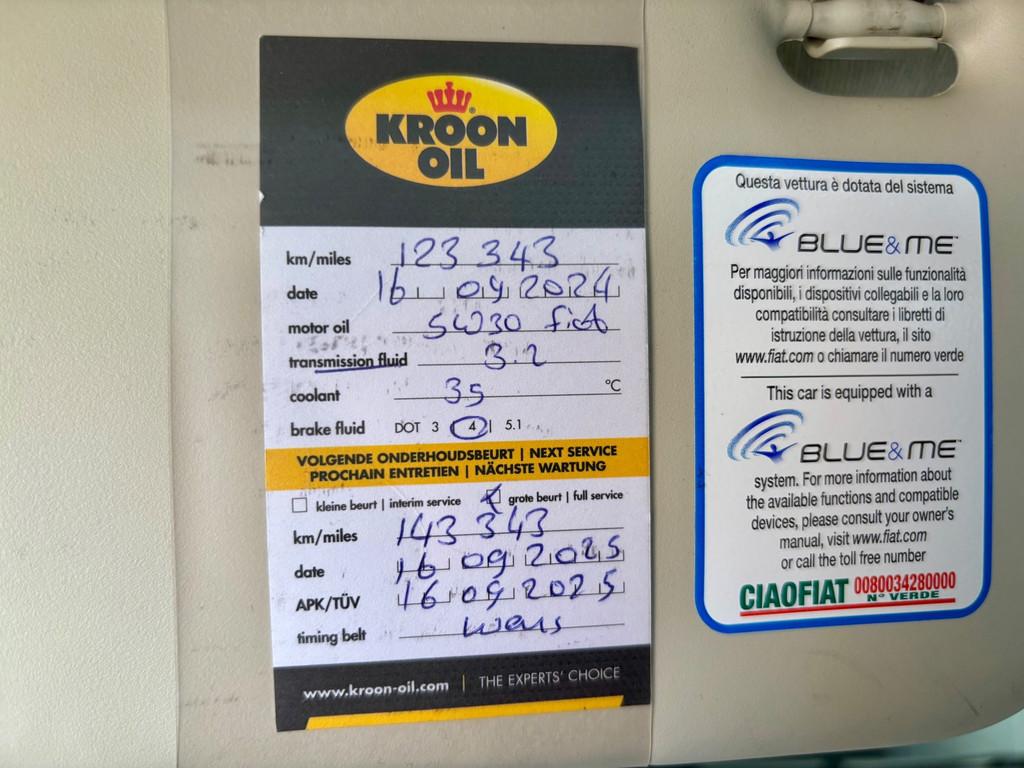 KROON
OIL
km/miles 123 343
date 16 09 2024
motor oil 5W30 fiat
transmission fluid 3.2
coolant 35 °C
brake fluid DOT 3 4 5.1
VOLGENDE ONDERHOUDSBEURT | NEXT SERVICE
PROCHAIN ENTRETIEN | NÄCHSTE WARTUNG
kleine beurt | interim service grote beurt | full service
km/miles 143 343
date 16 09 2025
APK/TÜV 16 09 2025
timing belt
www.kroon-oil.com | THE EXPERTS' CHOICE
Questa vettura è dotata del sistema
BLUE&ME™
Per maggiori informazioni sulle funzionalità
disponibili, i dispositivi collegabili e la loro
compatibilità consultare i libretti di
istruzione della vettura, il sito
www.fiat.com o chiamare il numero verde
This car is equipped with a
BLUE&ME™
system. For more information about
the available functions and compatible
devices, please consult your owner's
manual, visit www.fiat.com
or call the toll free number
CIAOFIAT 0080034280000
N° VERDE